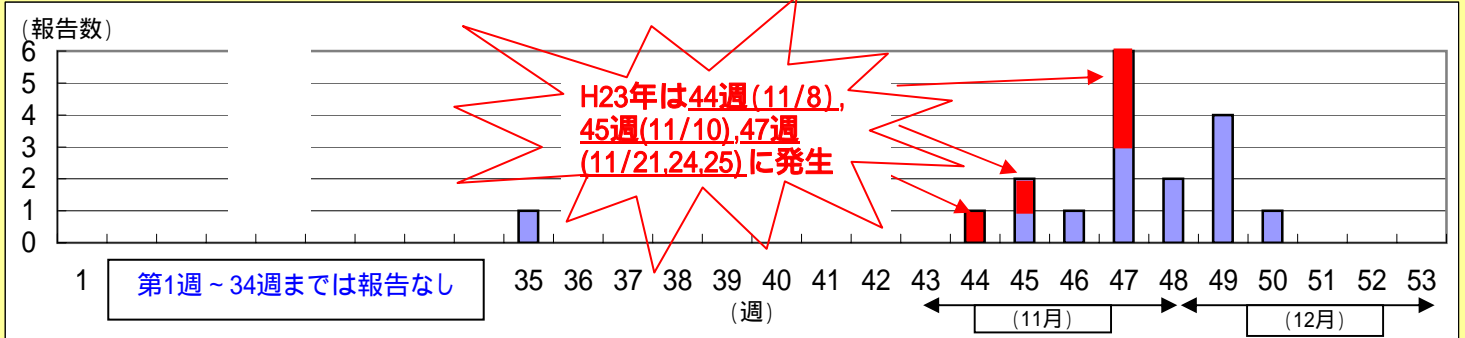 (報告数)
6
5
4
3
2
1
0
H23年は44週(11/8),
45週(11/10),47週
(11/21,24,25)に発生
1 第1週～34週までは報告なし 35 36 37 38 39 40 41 42 43 44 45 46 47 48 49 50 51 52 53
(週)
(11月) (12月)